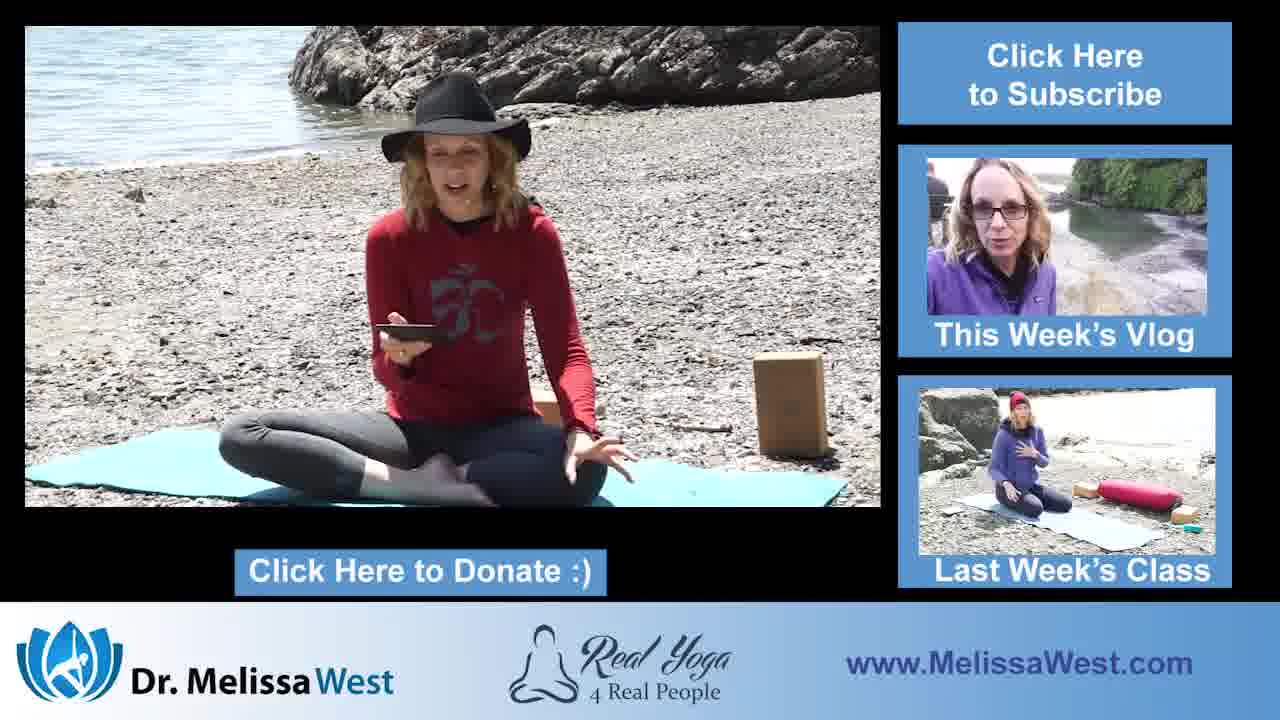 Click Here
to Subscribe
This Week's Vlog
Last Week's Class
Click Here to Donate :)
Dr. Melissa West
Real Yoga
4 Real People
www.MelissaWest.com